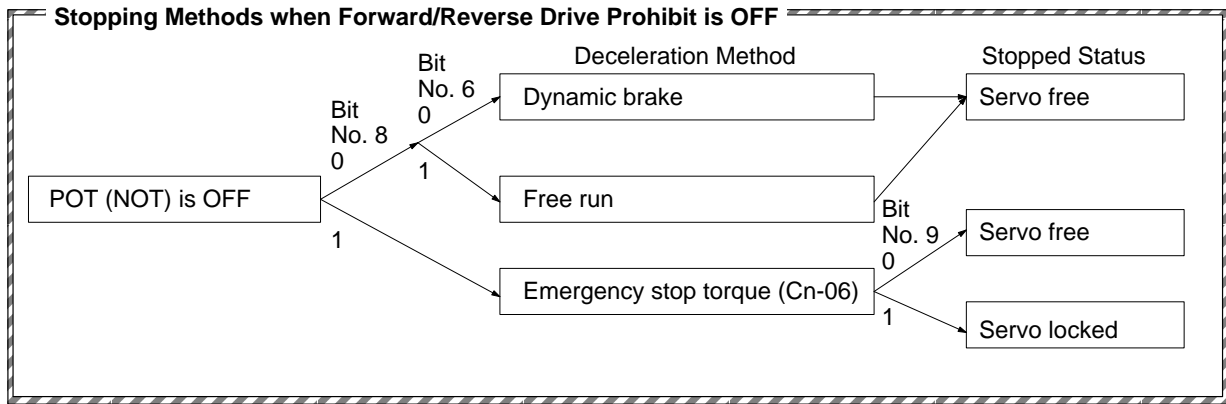 Stopping Methods when Forward/Reverse Drive Prohibit is OFF
Deceleration Method
Stopped Status
Bit
No. 6
0
Dynamic brake
Servo free
Bit
No. 8
0
1
POT (NOT) is OFF
Free run
1
Bit
No. 9
0
Servo free
Emergency stop torque (Cn-06)
1
Servo locked